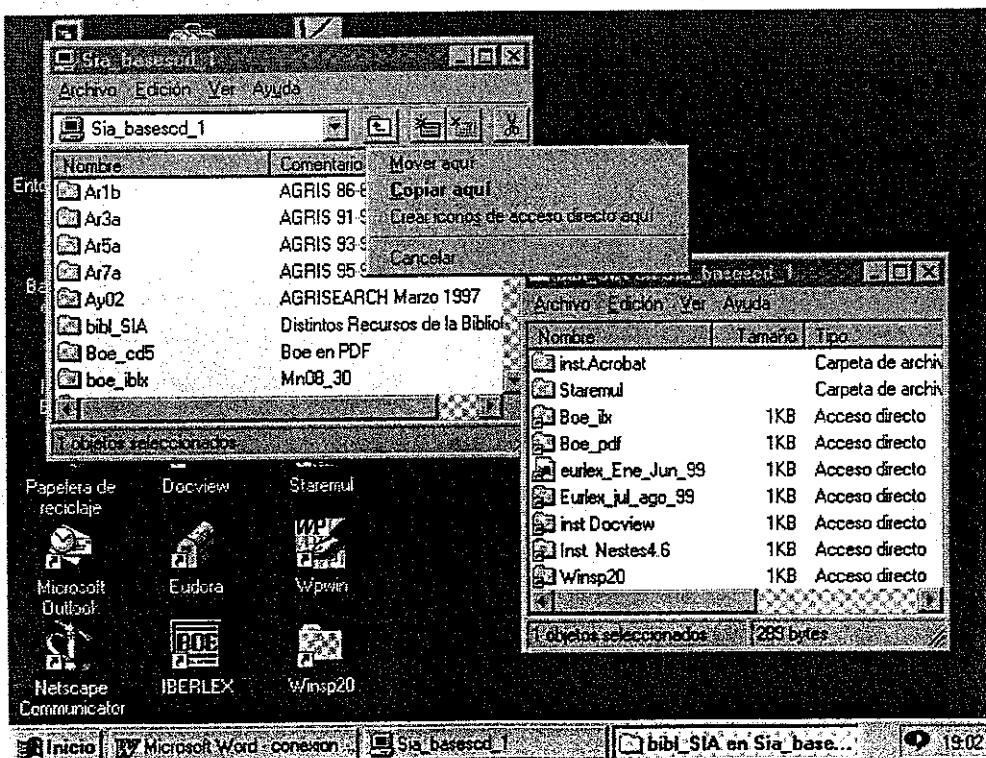 Sia_basescd_1
Archivo Edición Ver Ayuda
Sia_basescd_1
Nombre Comentario
Ar1b AGRIS 86-
Ar3a AGRIS 91-
Ar5a AGRIS 93-
Ar7a AGRIS 95-
Ay02 AGRISEARCH Marzo 1997
bibl_SIA Distintos Recursos de la Bibliot
Boe_cd5 Boe en PDF
boe_iblx Mn08_30
1 objetos seleccionados
Mover aquí
Copiar aquí
Crear iconos de acceso directo aquí
Cancelar
Archivo Edición Ver Ayuda
Nombre Tamaño Tipo
inst.Acrobat Carpeta de archiv
Staremul Carpeta de archiv
Boe_ibx 1KB Acceso directo
Boe_pdf 1KB Acceso directo
eurlex_Ene_Jun_99 1KB Acceso directo
Eurlex_jul_ago_99 1KB Acceso directo
inst Docview 1KB Acceso directo
Inst. Nestes4.6 1KB Acceso directo
Winsp20 1KB Acceso directo
1 objetos seleccionados 289 bytes
Papelera de reciclaje
Docview
Staremul
Microsoft Outlook
Eudora
WP
Wpwin
Netscape Communicator
BOE
IBERLEX
Winsp20
Inicio Microsoft Word - conexion ... Sia_basescd_1 bibl_SIA en Sia_base... 19:02